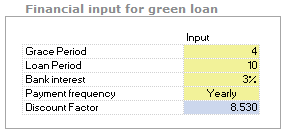 Financial input for green loan
Input
Grace Period 4
Loan Period 10
Bank interest 3%
Payment frequency Yearly
Discount Factor 8.530